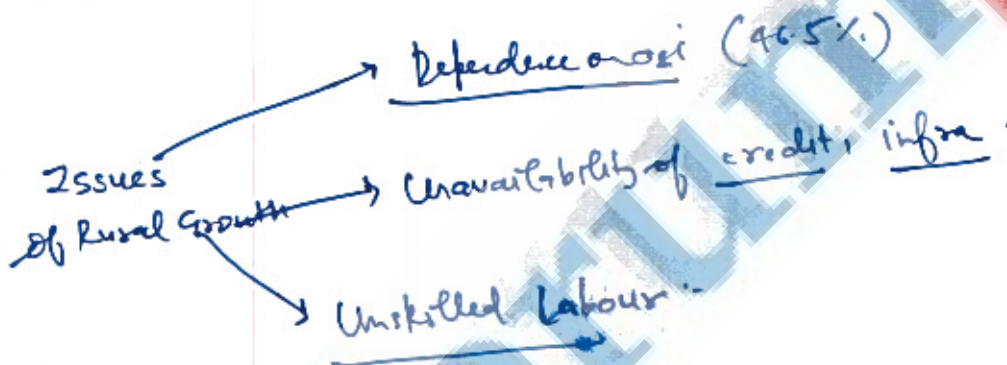 Dependence on agri (46.5%)
Issues
of Rural Growth
Unavailability of credit, infra
Unskilled Labour